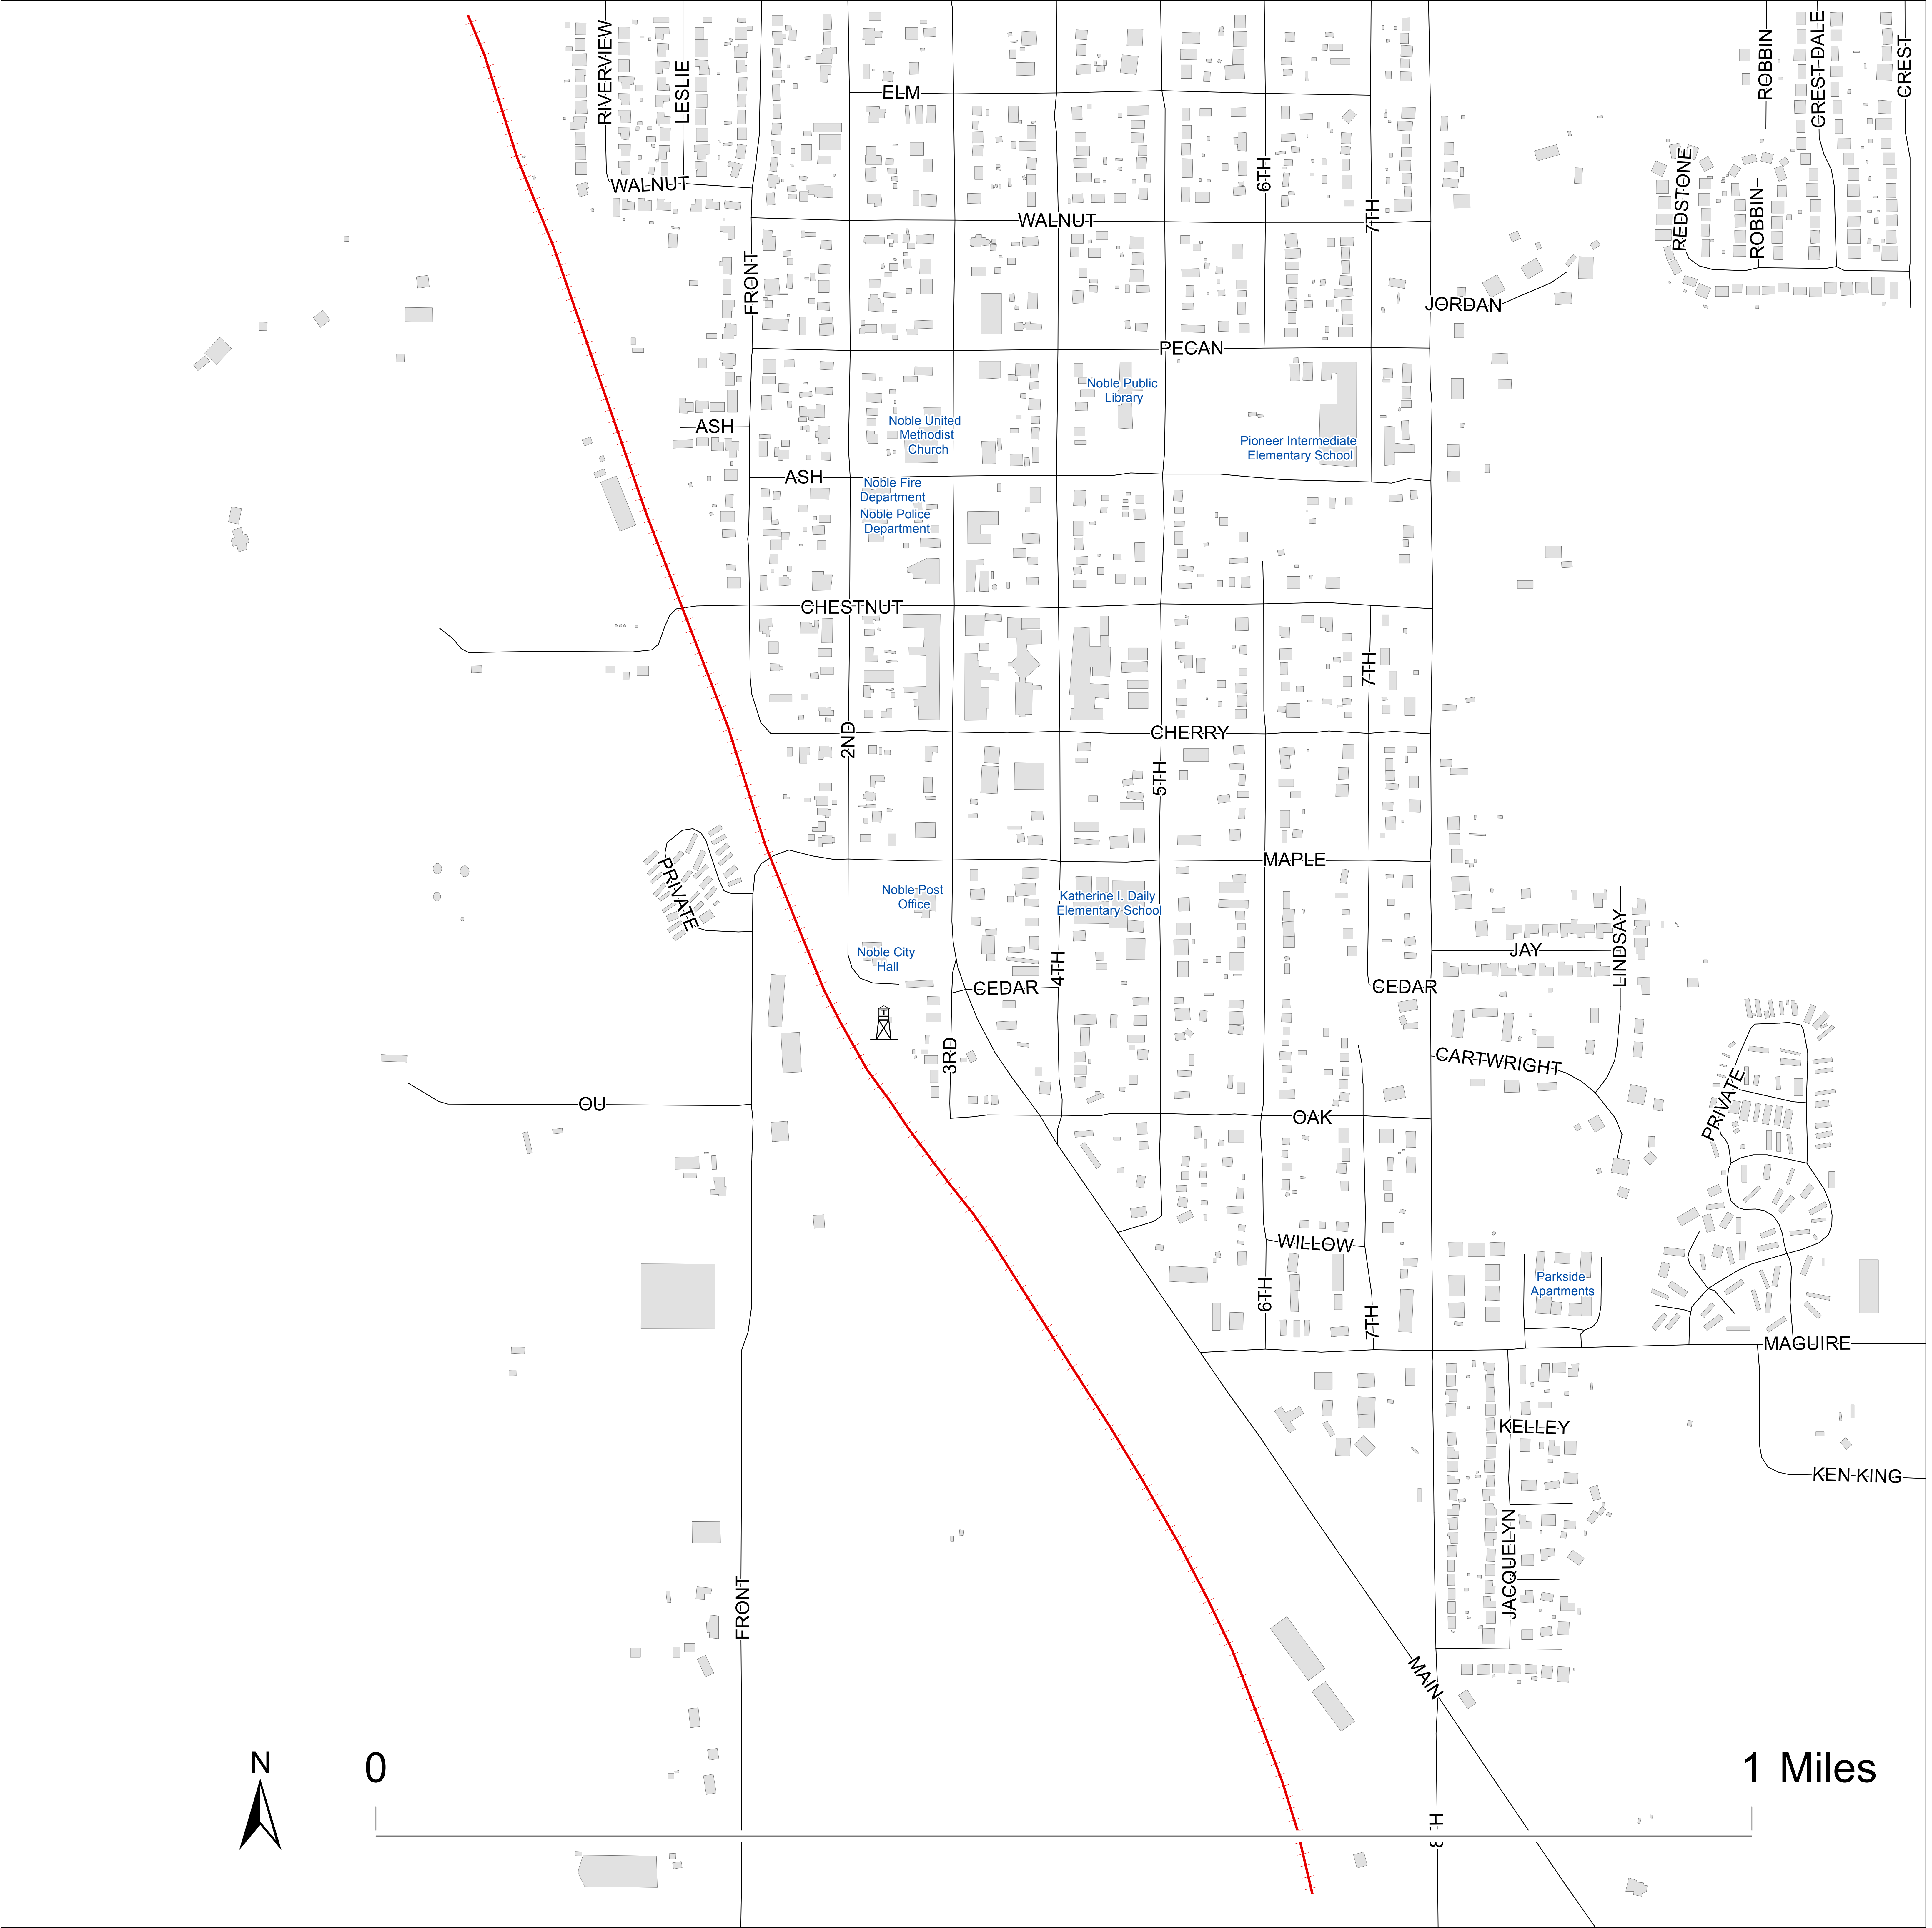 RIVERVIEW
LESLIE
ROBBIN
CREST DALE
CREST
ELM
6TH
WALNUT
REDSTONE
7TH
WALNUT
ROBBIN
FRONT
JORDAN
PECAN
Noble Public
Library
Noble United
Methodist
Church
ASH
Pioneer Intermediate
Elementary School
ASH
Noble Fire
Department
Noble Police
Department
CHESTNUT
7TH
2ND
CHERRY
5TH
MAPLE
PRIVATE
Noble Post
Office
Katherine I. Daily
Elementary School
LINDSAY
JAY
Noble City
Hall
4TH
CEDAR
CEDAR
3RD
CARTWRIGHT
PRIVATE
OU
OAK
WILLOW
Parkside
Apartments
6TH
7TH
MAGUIRE
KELLEY
KEN KING
JACQUELYN
FRONT
MAIN
N
0
1 Miles